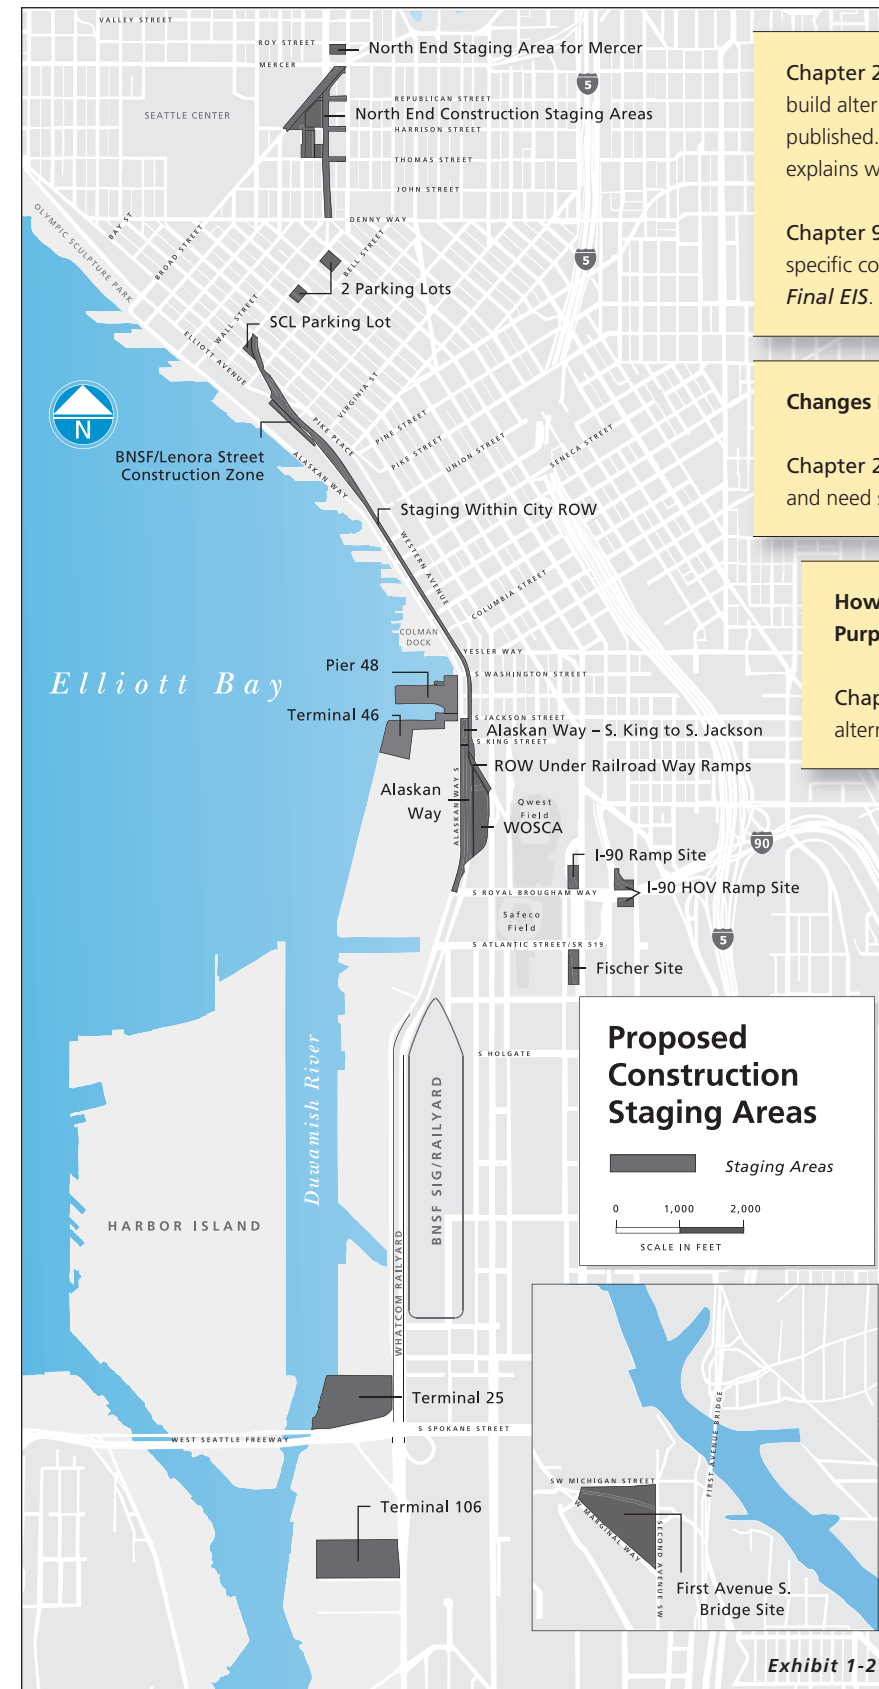 VALLEY STREET
ROY STREET
North End Staging Area for Mercer
MERCER
5
REPUBLICAN STREET
SEATTLE CENTER
North End Construction Staging Areas
HARRISON STREET
THOMAS STREET
JOHN STREET
DENNY WAY
OLYMPIC SCULPTURE PARK
BAY ST
BROAD STREET
BELL STREET
5
2 Parking Lots
WALL STREET
SCL Parking Lot
ELLIOTT AVENUE
VIRGINIA ST
N
PIKE PLACE
PINE STREET
PIKE STREET
UNION STREET
SENECA STREET
BNSF/Lenora Street
Construction Zone
ALASKAN WAY
Staging Within City ROW
WESTERN AVENUE
COLUMBIA STREET
COLMAN
DOCK
YESLER WAY
Elliott Bay
Pier 48
S WASHINGTON STREET
Terminal 46
S JACKSON STREET
Alaskan Way – S. King to S. Jackson
S KING STREET
ROW Under Railroad Way Ramps
Alaskan
Way
ALASKAN WAY S
Qwest
Field
WOSCA
90
I-90 Ramp Site
I-90 HOV Ramp Site
S ROYAL BROUGHAM WAY
Safeco
Field
5
S ATLANTIC STREET/SR 519
Fischer Site
S HOLGATE
Duwamish River
BNSF SIG/RAILYARD
HARBOR ISLAND
WHATCOM RAILYARD
Terminal 25
S SPOKANE STREET
WEST SEATTLE FREEWAY
Terminal 106
Proposed
Construction
Staging Areas
Staging Areas
0 1,000 2,000
SCALE IN FEET
FIRST AVENUE BRIDGE
SW MICHIGAN STREET
W MARGINAL WAY
SECOND AVENUE SW
First Avenue S.
Bridge Site
Exhibit 1-2
Chapter 2
build alter
published.
explains w
Chapter 9
specific co
Final EIS.
Changes
Chapter 2
and need s
How
Purp
Chap
altern